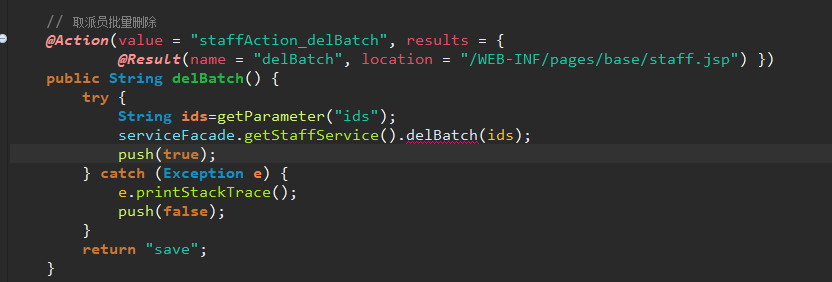 // 取派员批量删除
@Action(value = "staffAction_delBatch", results = {
@Result(name = "delBatch", location = "/WEB-INF/pages/base/staff.jsp") })
public String delBatch() {
try {
String ids=getParameter("ids");
serviceFacade.getStaffService().delBatch(ids);
push(true);
} catch (Exception e) {
e.printStackTrace();
push(false);
}
return "save";
}